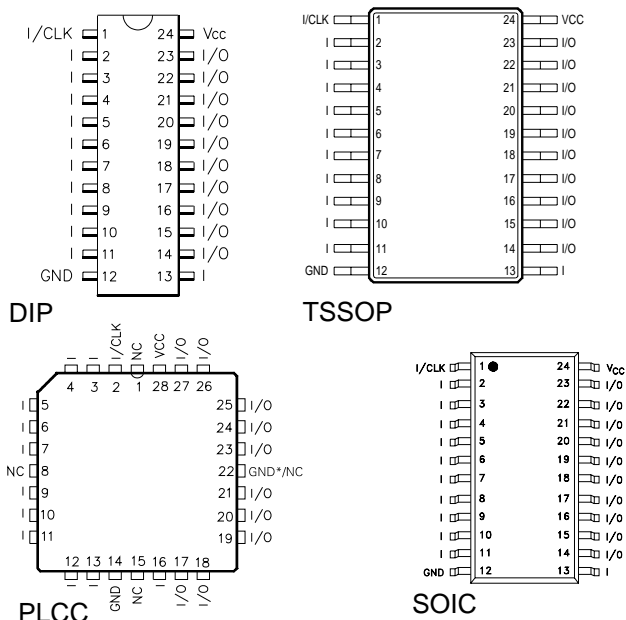 I/CLK 1 24 Vcc
I 2 23 I/O
I 3 22 I/O
I 4 21 I/O
I 5 20 I/O
I 6 19 I/O
I 7 18 I/O
I 8 17 I/O
I 9 16 I/O
I 10 15 I/O
I 11 14 I/O
GND 12 13 I
DIP
I/CLK 1 24 VCC
I 2 23 I/O
I 3 22 I/O
I 4 21 I/O
I 5 20 I/O
I 6 19 I/O
I 7 18 I/O
I 8 17 I/O
I 9 16 I/O
I 10 15 I/O
I 11 14 I/O
GND 12 13 I
TSSOP
I I I/CLK NC VCC I/O I/O
4 3 2 1 28 27 26
I 5 25 I/O
I 6 24 I/O
I 7 23 I/O
NC 8 22 GND*/NC
I 9 21 I/O
I 10 20 I/O
I 11 19 I/O
12 13 14 15 16 17 18
I I GND NC I I/O I/O
PLCC
I/CLK 1 24 VCC
I 2 23 I/O
I 3 22 I/O
I 4 21 I/O
I 5 20 I/O
I 6 19 I/O
I 7 18 I/O
I 8 17 I/O
I 9 16 I/O
I 10 15 I/O
I 11 14 I/O
GND 12 13 I
SOIC